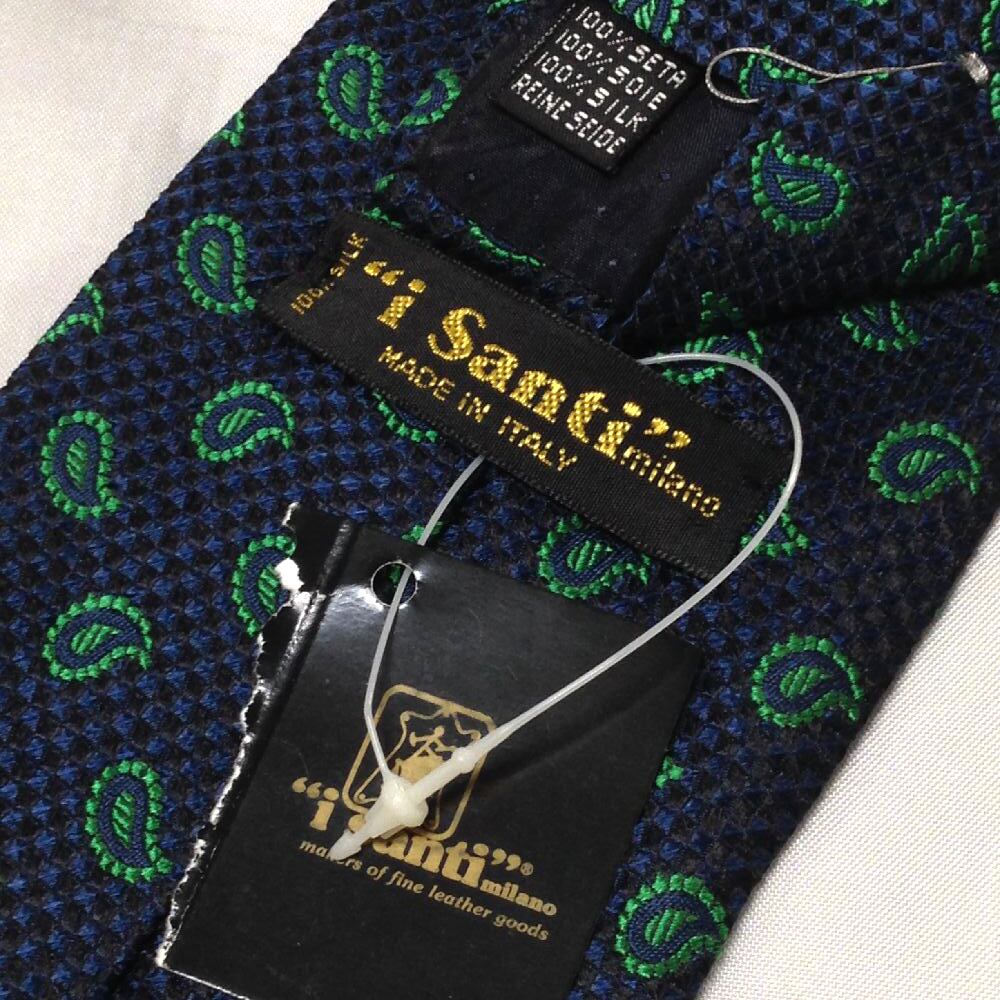 100% SETA
100% SOIE
100% SILK
REINE SEIDE
100% SILK
“i Santi” milano
MADE IN ITALY
“i santi”® milano
makers of fine leather goods